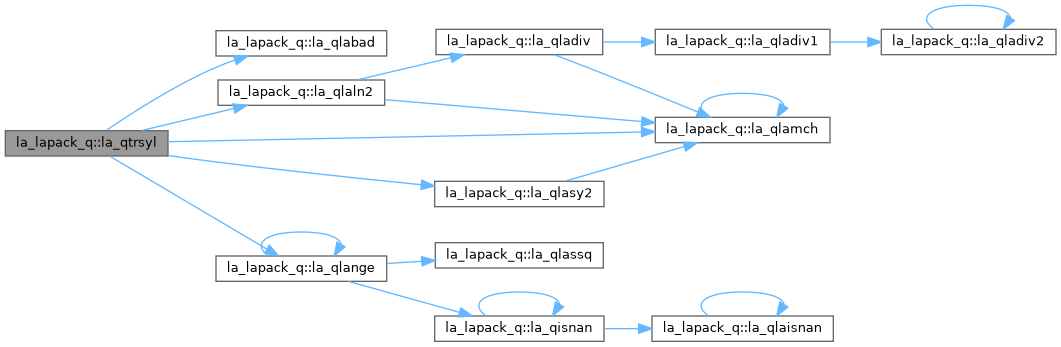 la_lapack_q::la_qtrsyl
la_lapack_q::la_qlabad
la_lapack_q::la_qlaln2
la_lapack_q::la_qladiv
la_lapack_q::la_qladiv1
la_lapack_q::la_qladiv2
la_lapack_q::la_qlamch
la_lapack_q::la_qlasy2
la_lapack_q::la_qlange
la_lapack_q::la_qlassq
la_lapack_q::la_qisnan
la_lapack_q::la_qlaisnan